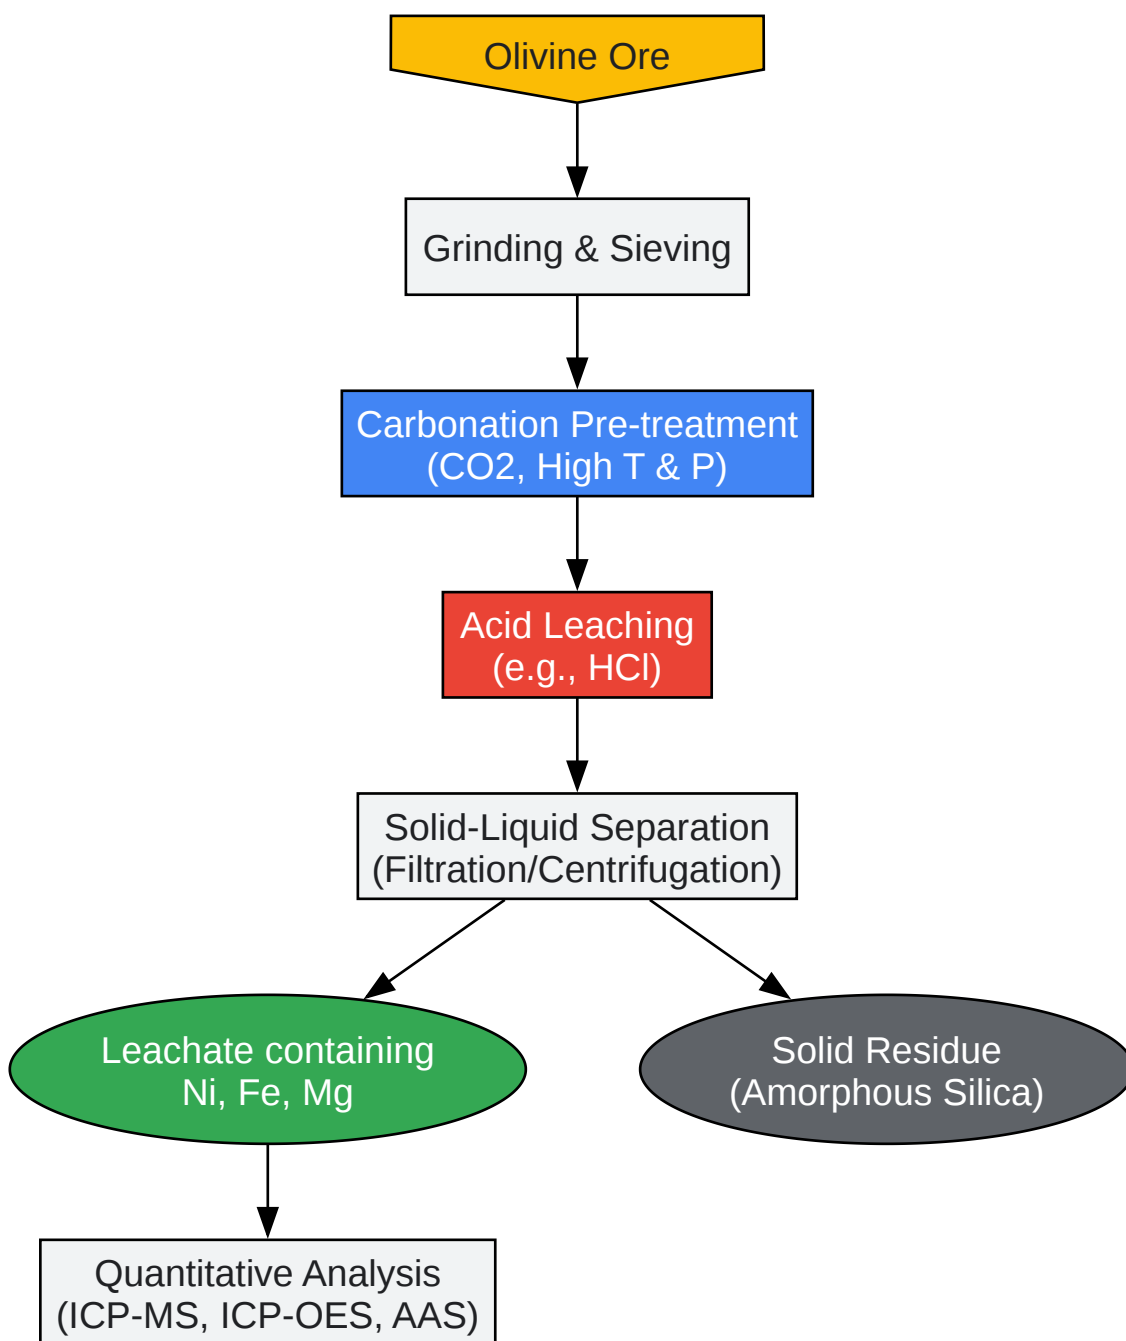 Olivine Ore
Grinding & Sieving
Carbonation Pre-treatment
(CO2, High T & P)
Acid Leaching
(e.g., HCl)
Solid-Liquid Separation
(Filtration/Centrifugation)
Leachate containing
Ni, Fe, Mg
Solid Residue
(Amorphous Silica)
Quantitative Analysis
(ICP-MS, ICP-OES, AAS)